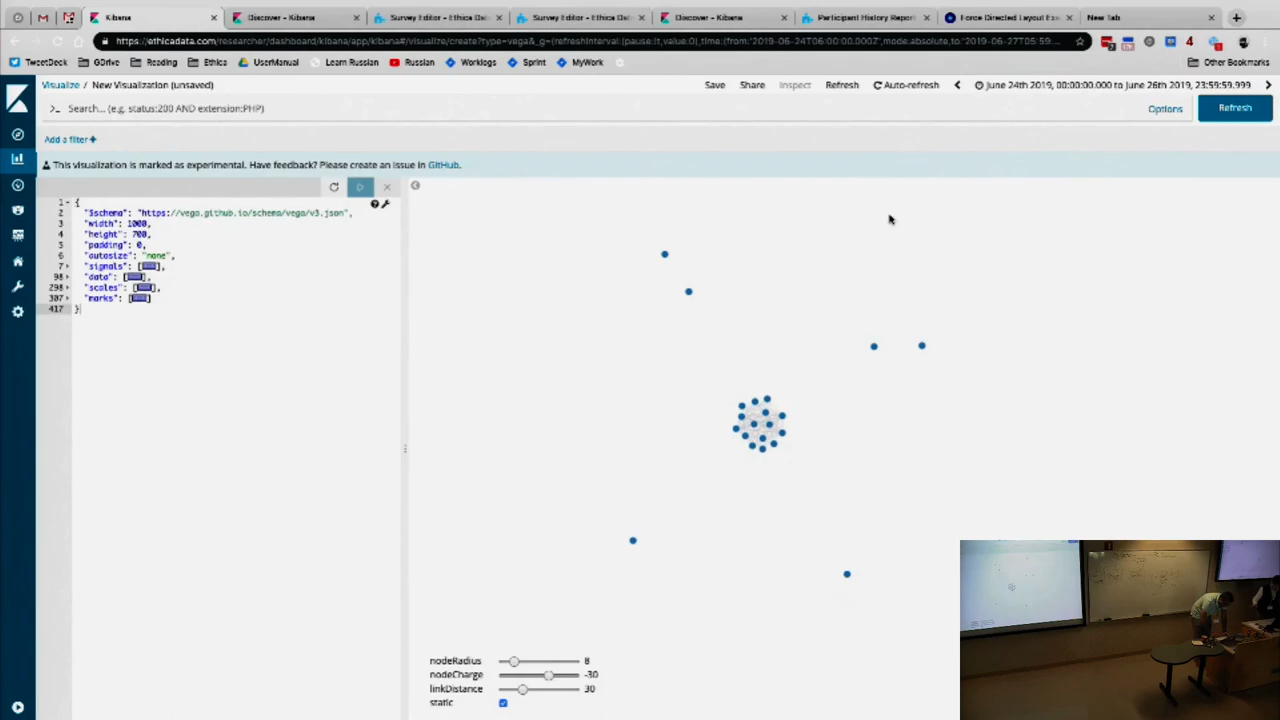 Kibana
Discover - Kibana
Survey Editor - Ethica Dat
Survey Editor - Ethica Dat
Discover - Kibana
Participant History Report
Force Directed Layout Exa
New Tab
https://ethicadata.com/researcher/dashboard/kibana/app/kibana#/visualize/create?type=vega&_g=(refreshInterval:(pause:!t,value:0),time:(from:'2019-06-24T06:00:00.000Z',mode:absolute,to:'2019-06-27T05:59....
TweetDeck
GDrive
Reading
Ethica
UserManual
Learn Russian
Russian
Worklogs
Sprint
MyWork
Other Bookmarks
Visualize / New Visualization (unsaved)
Save
Share
Inspect
Refresh
Auto-refresh
June 24th 2019, 00:00:00.000 to June 26th 2019, 23:59:59.999
>_ Search... (e.g. status:200 AND extension:PHP)
Options
Refresh
Add a filter +
This visualization is marked as experimental. Have feedback? Please create an issue in GitHub.
1 {
2 "$schema": "https://vega.github.io/schema/vega/v3.json",
3 "width": 1000,
4 "height": 700,
5 "padding": 0,
6 "autosize": "none",
7 "signals": [],
98 "data": [],
298 "scales": [],
307 "marks": []
417 }
nodeRadius 8
nodeCharge -30
linkDistance 30
static